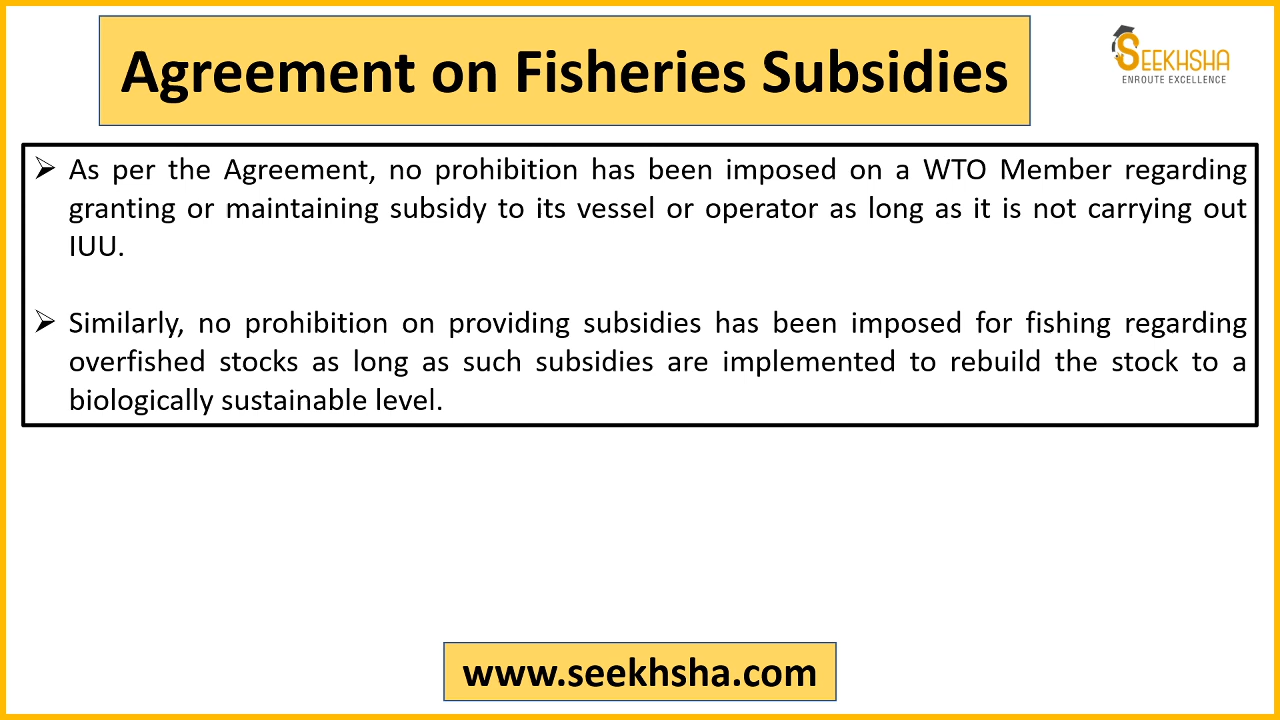 Agreement on Fisheries Subsidies
SEEKHSHA
ENROUTE EXCELLENCE
➢ As per the Agreement, no prohibition has been imposed on a WTO Member regarding
granting or maintaining subsidy to its vessel or operator as long as it is not carrying out
IUU.
➢ Similarly, no prohibition on providing subsidies has been imposed for fishing regarding
overfished stocks as long as such subsidies are implemented to rebuild the stock to a
biologically sustainable level.
www.seekhsha.com